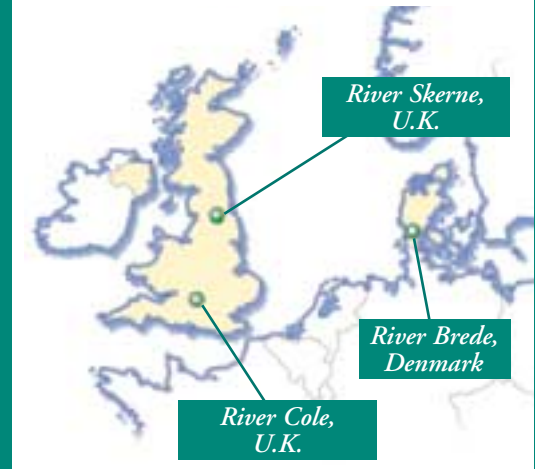 River Skerne,
U.K.
River Brede,
Denmark
River Cole,
U.K.